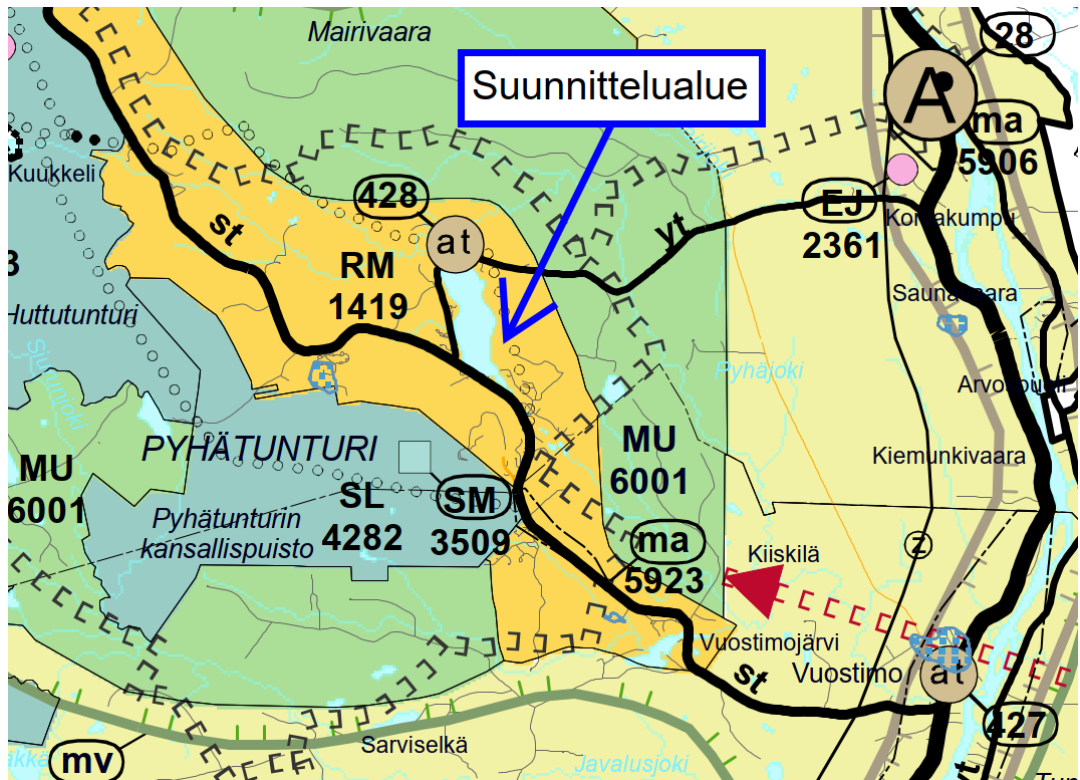 Mairivaara
28
Suunnittelualue
A
ma
5906
Kuukkeli
428
EJ
2361
st
at
yt
RM
1419
3
Huttutunturi
Saunavaara
Pyhäjoki
PYHÄTUNTURI
MU
6001
MU
6001
Kiemunkivaara
SL
4282
SM
3509
Pyhätunturin
kansallispuisto
ma
5923
Kiiskilä
z
Vuostimojärvi
Vuostimo
at
st
427
Sarviselkä
mv
Javalusjoki